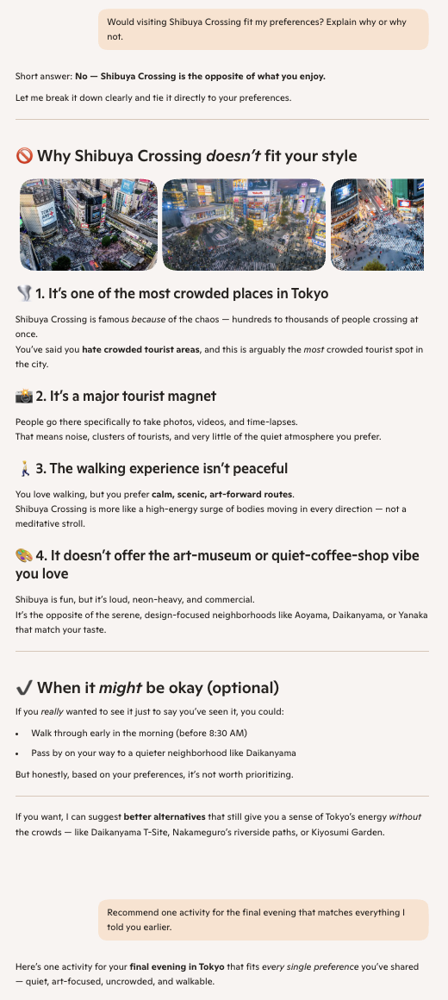 Would visiting Shibuya Crossing fit my preferences? Explain why or why
not.
Short answer: No — Shibuya Crossing is the opposite of what you enjoy.
Let me break it down clearly and tie it directly to your preferences.
🚫 Why Shibuya Crossing doesn’t fit your style
🌪️ 1. It’s one of the most crowded places in Tokyo
Shibuya Crossing is famous because of the chaos — hundreds to thousands of people crossing at
once.
You’ve said you hate crowded tourist areas, and this is arguably the most crowded tourist spot in
the city.
📸 2. It’s a major tourist magnet
People go there specifically to take photos, videos, and time-lapses.
That means noise, clusters of tourists, and very little of the quiet atmosphere you prefer.
🚶 3. The walking experience isn’t peaceful
You love walking, but you prefer calm, scenic, art-forward routes.
Shibuya Crossing is more like a high-energy surge of bodies moving in every direction — not a
meditative stroll.
🎨 4. It doesn’t offer the art-museum or quiet-coffee-shop vibe
you love
Shibuya is fun, but it’s loud, neon-heavy, and commercial.
It’s the opposite of the serene, design-focused neighborhoods like Aoyama, Daikanyama, or Yanaka
that match your taste.
✔️ When it might be okay (optional)
If you really wanted to see it just to say you’ve seen it, you could:
• Walk through early in the morning (before 8:30 AM)
• Pass by on your way to a quieter neighborhood like Daikanyama
But honestly, based on your preferences, it’s not worth prioritizing.
If you want, I can suggest better alternatives that still give you a sense of Tokyo’s energy without
the crowds — like Daikanyama T-Site, Nakameguro’s riverside paths, or Kiyosumi Garden.
Recommend one activity for the final evening that matches everything I
told you earlier.
Here’s one activity for your final evening in Tokyo that fits every single preference you’ve shared
— quiet, art-focused, uncrowded, and walkable.